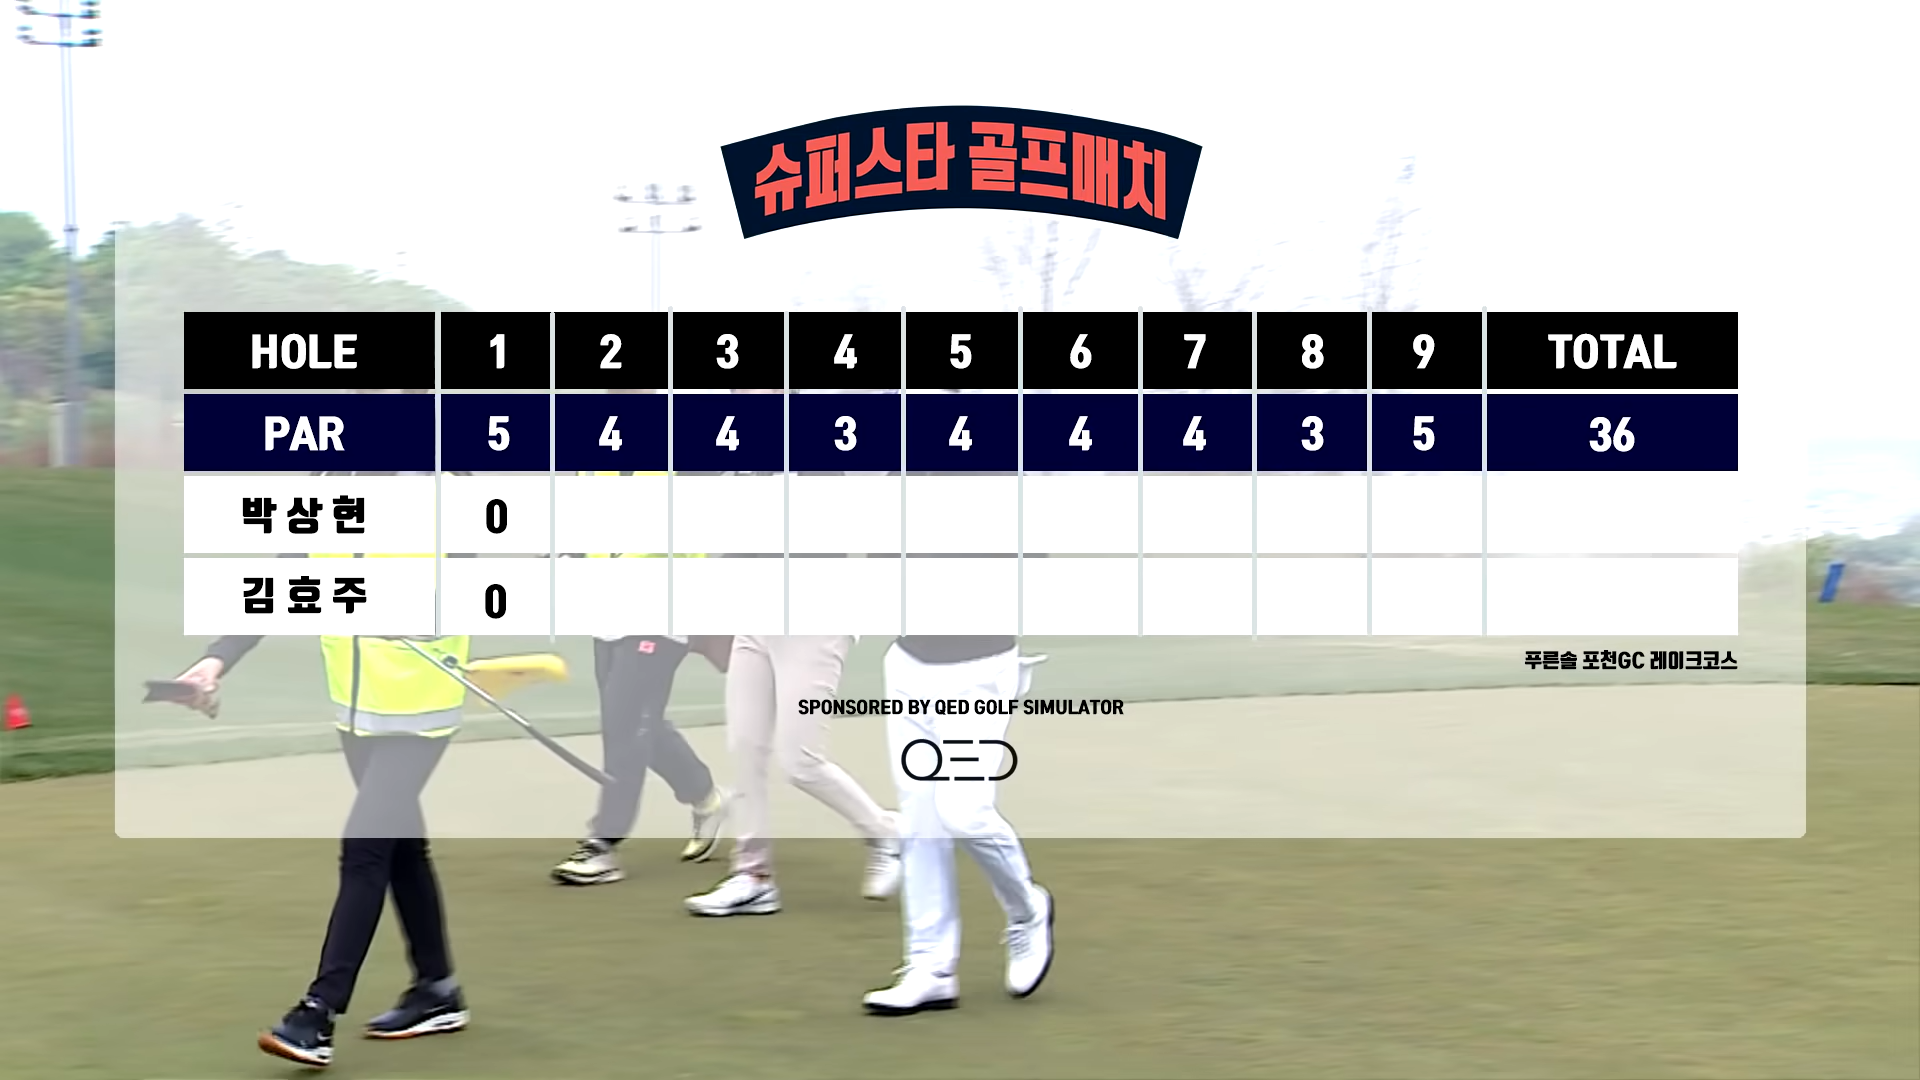 슈퍼스타 골프매치
HOLE 1 2 3 4 5 6 7 8 9 TOTAL
PAR 5 4 4 3 4 4 4 3 5 36
박상현 0
김효주 0
푸른솔 포천GC 레이크코스
SPONSORED BY QED GOLF SIMULATOR
QED